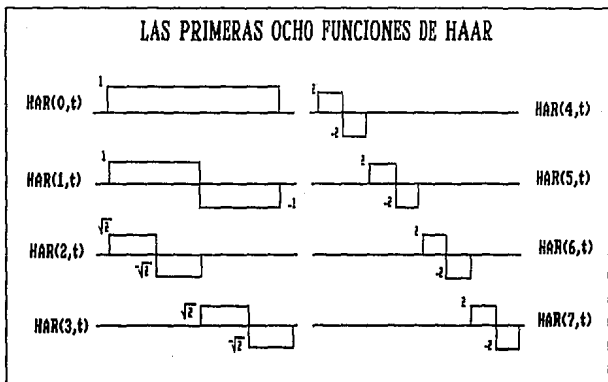 LAS PRIMERAS OCHO FUNCIONES DE HAAR
HAR(0,t) 1 2 -2 HAR(4,t)
HAR(1,t) 1 -1 2 -2 HAR(5,t)
HAR(2,t) √2 -√2 2 -2 HAR(6,t)
HAR(3,t) √2 -√2 2 -2 HAR(7,t)